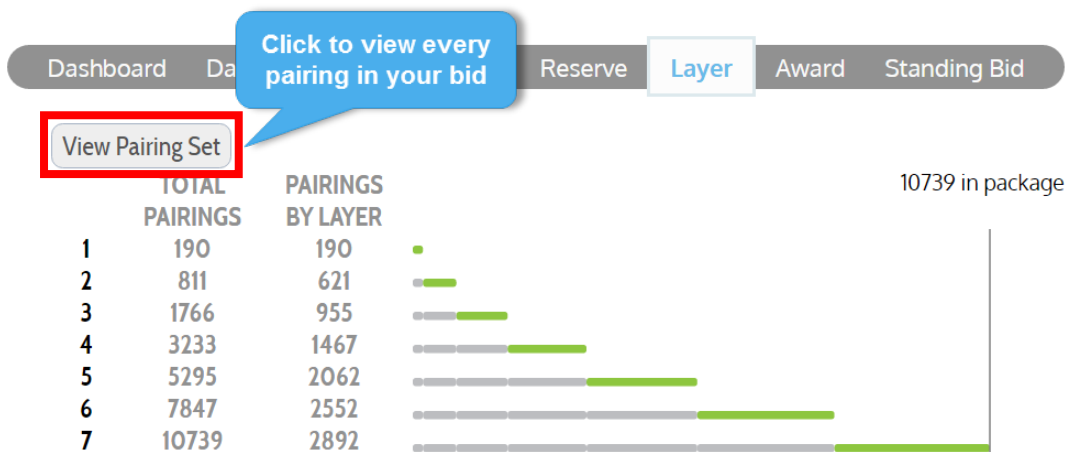 Click to view every
pairing in your bid
Dashboard Da Reserve Layer Award Standing Bid
View Pairing Set
10739 in package
TOTAL PAIRINGS
PAIRINGS BY LAYER
1 190 190
2 811 621
3 1766 955
4 3233 1467
5 5295 2062
6 7847 2552
7 10739 2892